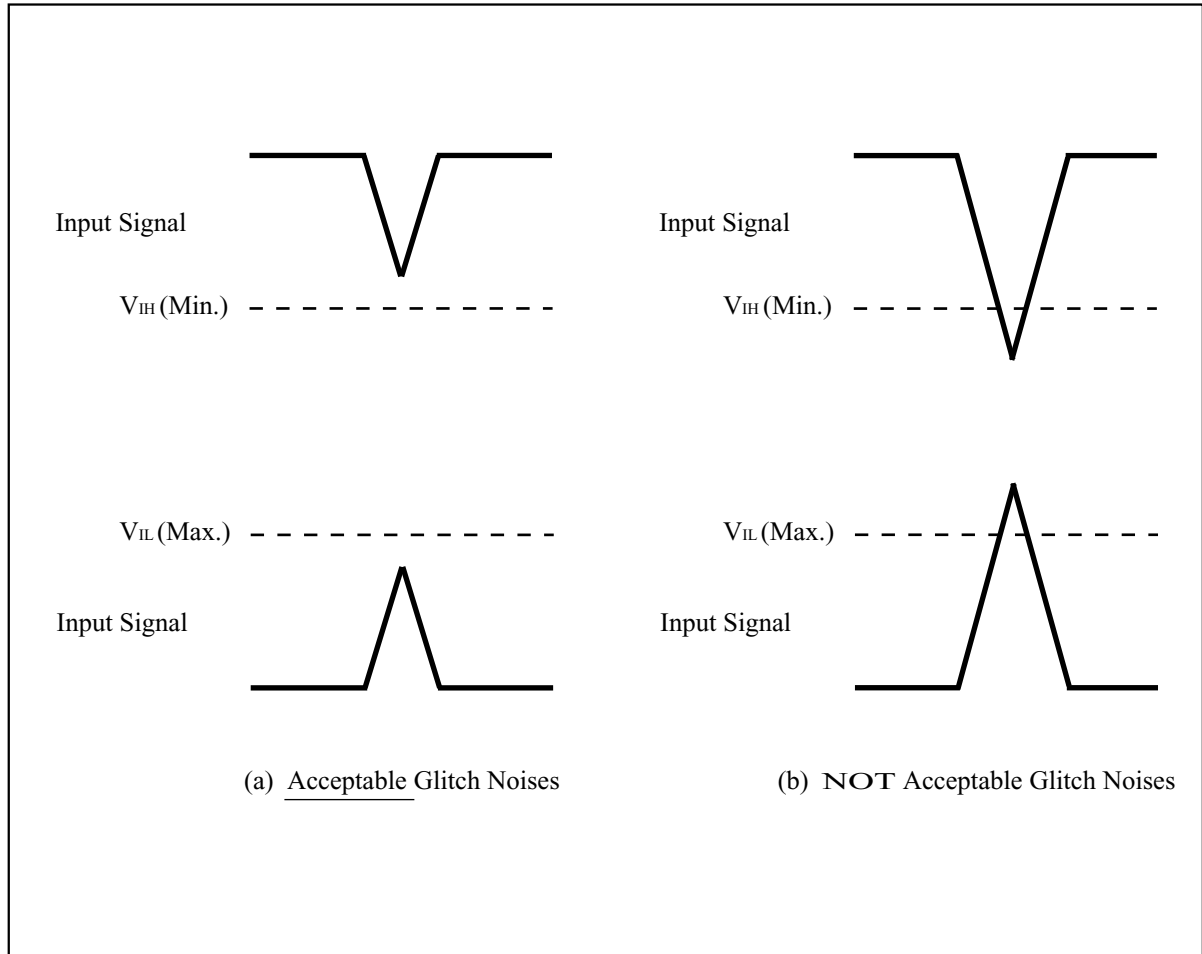 Input Signal
Input Signal
VIH (Min.)
VIH (Min.)
VIL (Max.)
VIL (Max.)
Input Signal
Input Signal
(a) Acceptable Glitch Noises
(b) NOT Acceptable Glitch Noises